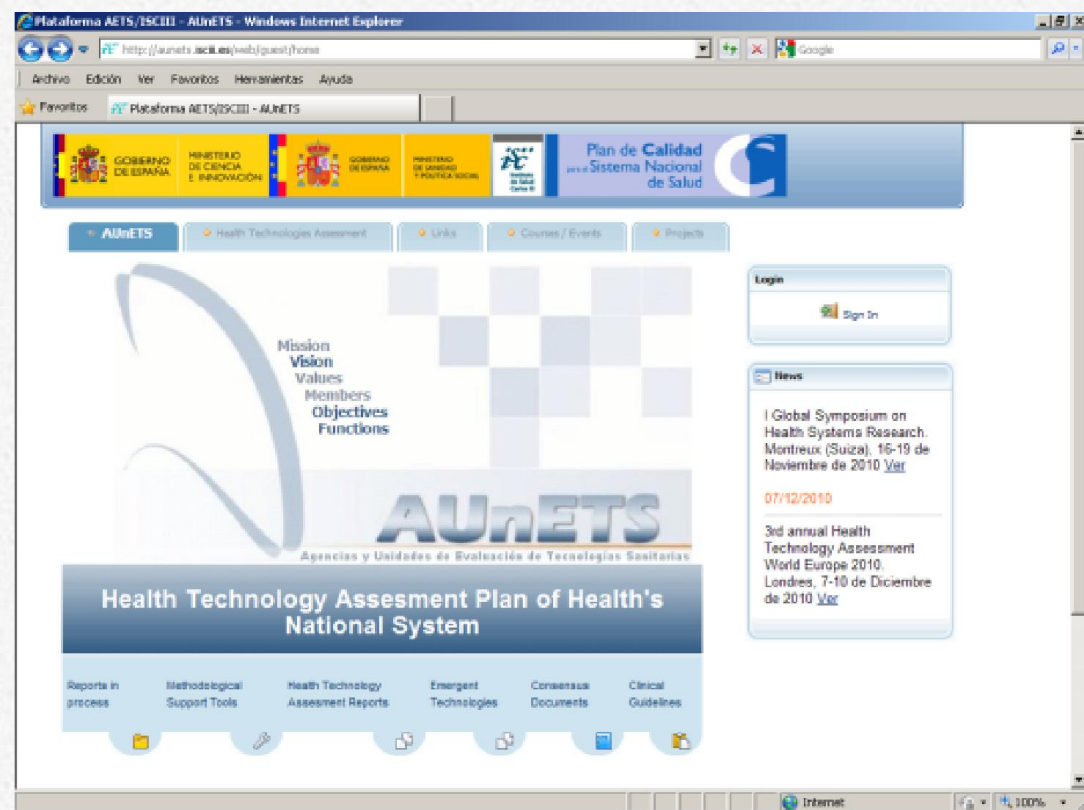 Plataforma AETS/ISCIII - AUnETS - Windows Internet Explorer
http://aunets.isciii.es/web/guest/home
Google
Archivo Edición Ver Favoritos Herramientas Ayuda
Favoritos
Plataforma AETS/ISCIII - AUnETS
GOBIERNO
DE ESPAÑA
MINISTERIO
DE CIENCIA
E INNOVACIÓN
GOBIERNO
DE ESPAÑA
MINISTERIO
DE SANIDAD
Y POLÍTICA SOCIAL
Instituto
de Salud
Carlos III
Plan de Calidad
para el Sistema Nacional
de Salud
AUnETS
Health Technologies Assessment
Links
Courses / Events
Projects
Mission
Vision
Values
Members
Objectives
Functions
AUnETS
Agencias y Unidades de Evaluación de Tecnologías Sanitarias
Health Technology Assesment Plan of Health's
National System
Reports in
process
Methodological
Support Tools
Health Technology
Assesment Reports
Emergent
Technologies
Consensus
Documents
Clinical
Guidelines
Login
Sign In
News
I Global Symposium on
Health Systems Research.
Montreux (Suiza), 16-19 de
Noviembre de 2010 Ver
07/12/2010
3rd annual Health
Technology Assessment
World Europe 2010.
Londres, 7-10 de Diciembre
de 2010 Ver
Internet
100%